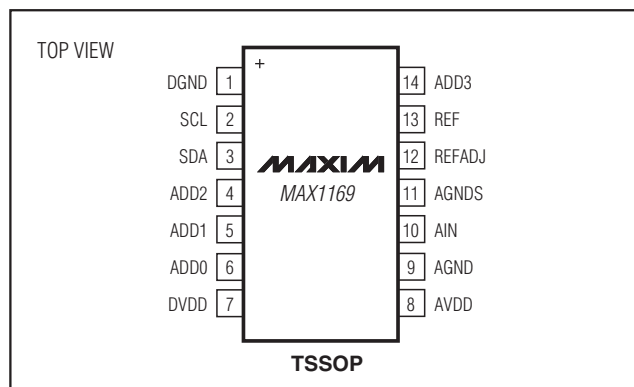 TOP VIEW
+
DGND 1
SCL 2
SDA 3
ADD2 4
ADD1 5
ADD0 6
DVDD 7
MAXIM
MAX1169
14 ADD3
13 REF
12 REFADJ
11 AGNDS
10 AIN
9 AGND
8 AVDD
TSSOP